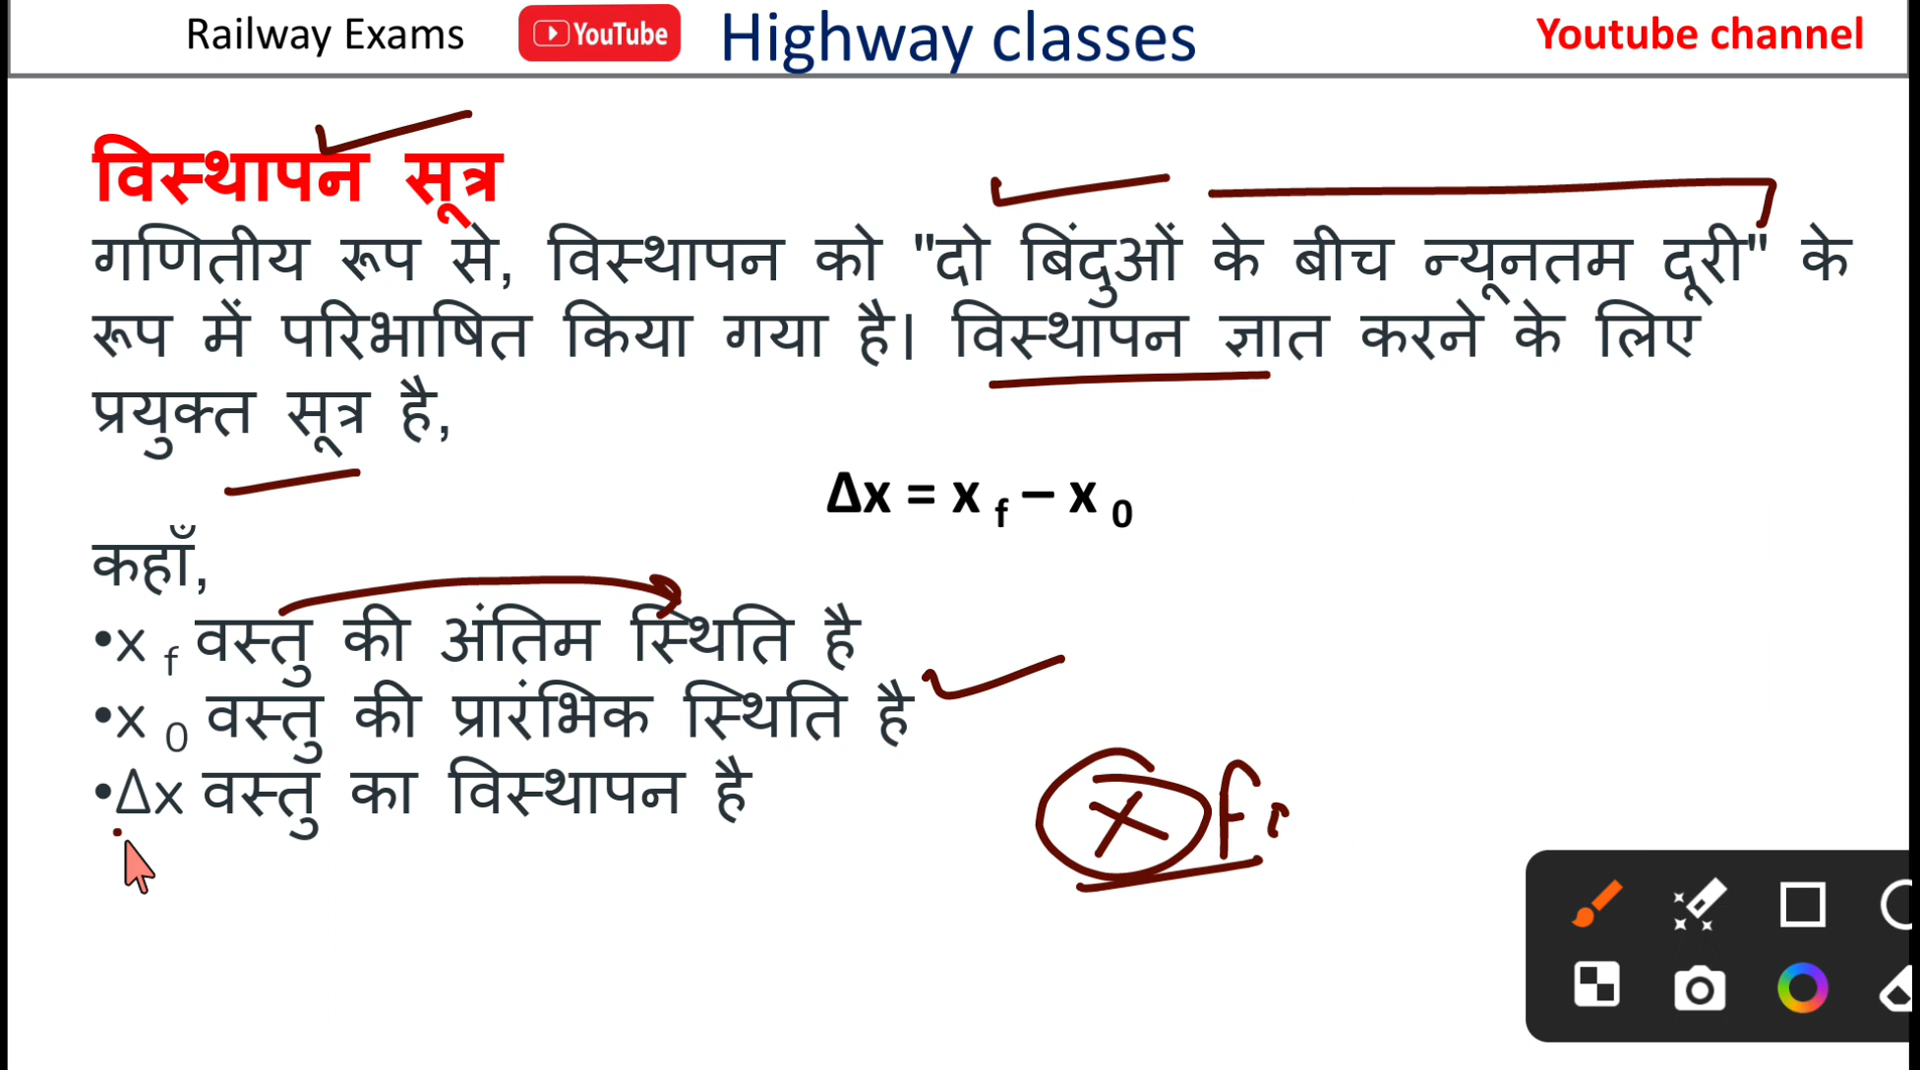 Railway Exams YouTube Highway classes Youtube channel
विस्थापन सूत्र
गणितीय रूप से, विस्थापन को "दो बिंदुओं के बीच न्यूनतम दूरी" के
रूप में परिभाषित किया गया है। विस्थापन ज्ञात करने के लिए
प्रयुक्त सूत्र है,
Δx = x f – x 0
कहाँ,
•x f वस्तु की अंतिम स्थिति है
•x 0 वस्तु की प्रारंभिक स्थिति है
•Δx वस्तु का विस्थापन है
x f